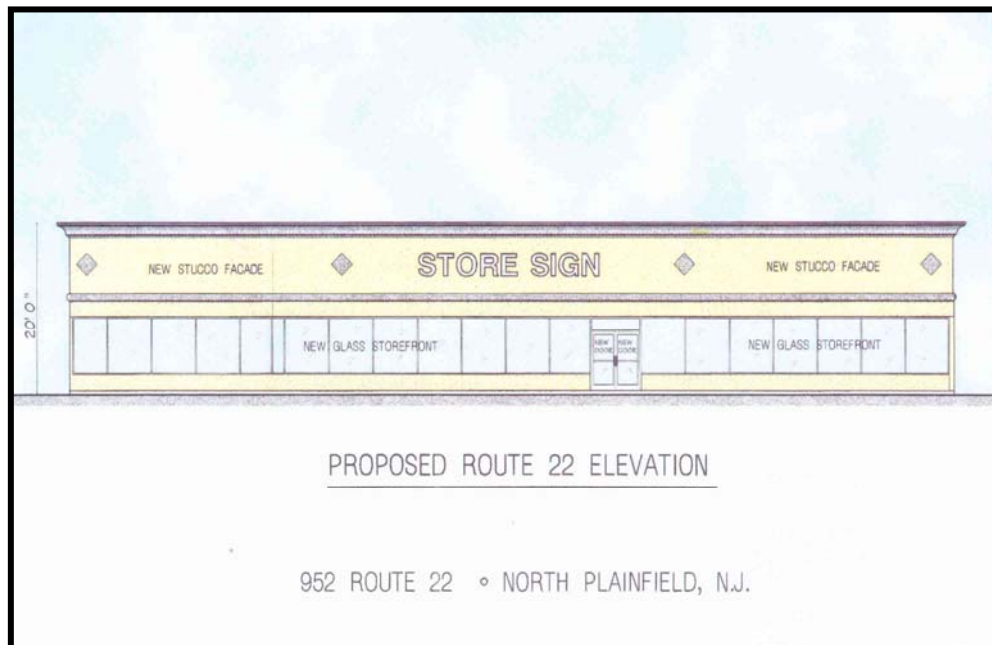 STORE SIGN
NEW STUCCO FACADE
NEW STUCCO FACADE
20' 0"
NEW GLASS STOREFRONT
NEW DOOR
NEW DOOR
NEW GLASS STOREFRONT
PROPOSED ROUTE 22 ELEVATION
952 ROUTE 22 ∘ NORTH PLAINFIELD, N.J.